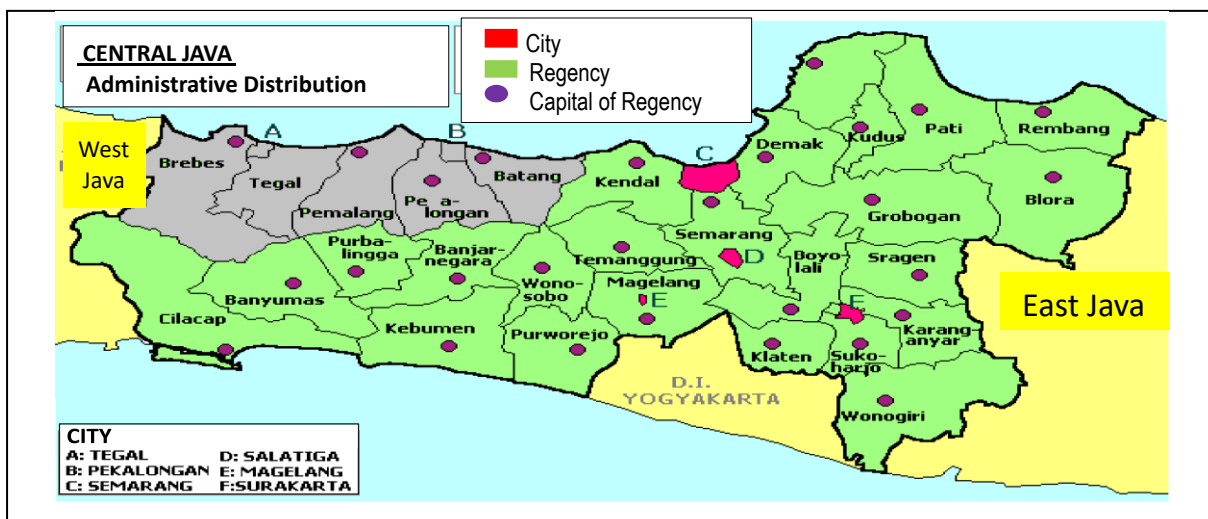 CENTRAL JAVA
Administrative Distribution
City
Regency
Capital of Regency
West
Java
A
B
C
Brebes
Tegal
Pemalang
Pe a-
longan
Batang
Kendal
Demak
Kudus
Pati
Rembang
Blora
Grobogan
Semarang
D
Boyo
lali
Sragen
Purba-
lingga
Banjar-
negara
Temanggung
Wono-
sobo
Magelang
E
F
East Java
Banyumas
Cilacap
Kebumen
Purworejo
Klaten
Suko-
harjo
Karang-
anyar
D.I.
YOGYAKARTA
Wonogiri
CITY
A: TEGAL D: SALATIGA
B: PEKALONGAN E: MAGELANG
C: SEMARANG F:SURAKARTA